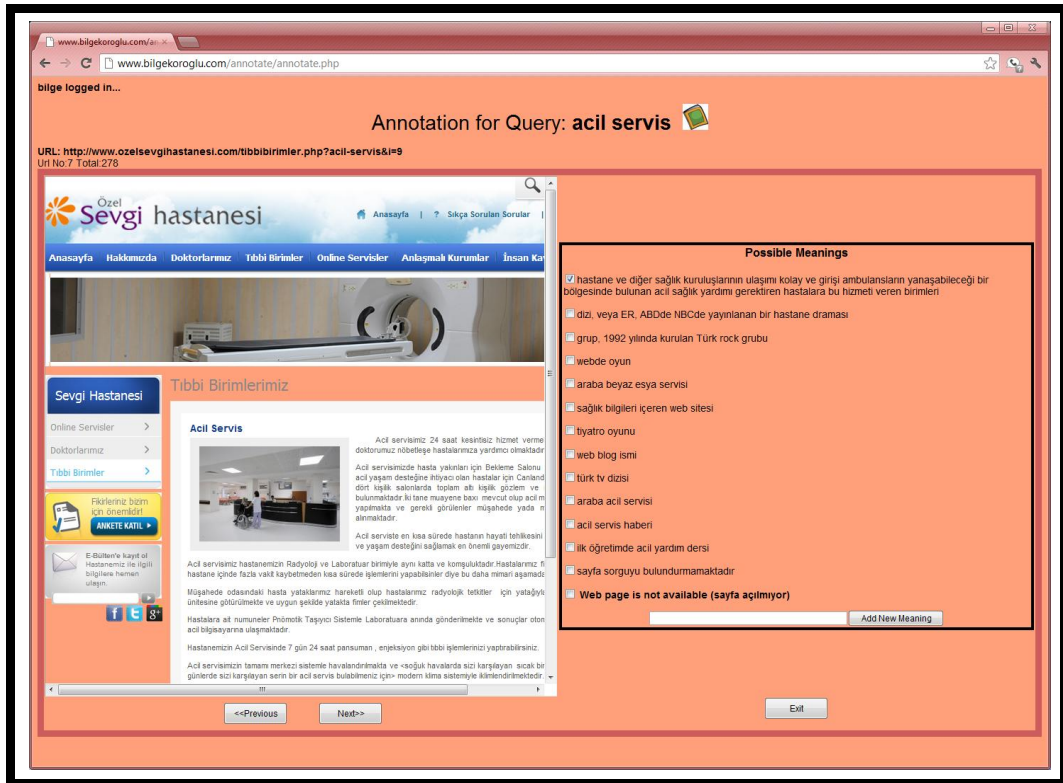 www.bilgekoroglu.com/an
www.bilgekoroglu.com/annotate/annotate.php
bilge logged in...
Annotation for Query: acil servis
URL: http://www.ozelsevgihastanesi.com/tibbibirimler.php?acil-servis&i=9
Url No:7 Total:278
Özel
Sevgi hastanesi
Anasayfa | ? Sıkça Sorulan Sorular |
Anasayfa Hakkımızda Doktorlarımız Tıbbi Birimler Online Servisler Anlaşmalı Kurumlar İnsan Ka
Sevgi Hastanesi
Online Servisler
Doktorlarımız
Tıbbi Birimler
Fikirleriniz bizim
için önemlidir!
ANKETE KATIL
E-Bülten'e kayıt ol
Hastanemiz ile ilgili
bilgilere hemen
ulaşın.
Tıbbi Birimlerimiz
Acil Servis
Acil servisimiz 24 saat kesintisiz hizmet verme
doktorumuz nöbetleşe hastalarımıza yardımcı olmaktadır
Acil servisimizde hasta yakınları için Bekleme Salonu
acil yaşam desteğine ihtiyacı olan hastalar için Canland
dört kişilik salonlarda toplam altı kişilik gözlem ve
bulunmaktadır.İki tane muayene baxı mevcut olup acil m
yapılmakta ve gerekli görülenler müşahede yada m
alınmaktadır.
Acil serviste en kısa sürede hastanın hayati tehlikesini
ve yaşam desteğini sağlamak en önemli gayemizdir.
Acil servisimiz hastanemizin Radyoloji ve Laboratuar birimiyle aynı katta ve komşuluktadır.Hastalarımız f
hastane içinde fazla vakit kaybetmeden kısa sürede işlemlerini yapabilsinler diye bu daha mimari aşamada
Müşahede odasındaki hasta yataklarımız hareketli olup hastalarımız radyolojik tetkitler için yatağıyla
ünitesine götürülmekte ve uygun şekilde yatakta fimler çekilmektedir.
Hastalara ait numuneler Pnömotik Taşıyıcı Sistemle Laboratuara anında gönderilmekte ve sonuçlar oton
acil bilgisayarına ulaşmaktadır.
Hastanemizin Acil Servisinde 7 gün 24 saat pansuman , enjeksiyon gibi tıbbi işlemlerinizi yaptırabilirsiniz.
Acil servisimizin tamamı merkezi sistemle havalandırılmakta ve <soğuk havalarda sizi karşılayan sıcak bir
günlerde sizi karşılayan serin bir acil servis bulabilmeniz için> modern klima sistemiyle iklimlendirilmektedir.
<<Previous Next>>
Possible Meanings
hastane ve diğer sağlık kuruluşlarının ulaşımı kolay ve girişi ambulansların yanaşabileceği bir
bölgesinde bulunan acil sağlık yardımı gerektiren hastalara bu hizmeti veren birimleri
dizi, veya ER, ABDde NBCde yayınlanan bir hastane draması
grup, 1992 yılında kurulan Türk rock grubu
webde oyun
araba beyaz esya servisi
sağlık bilgileri içeren web sitesi
tiyatro oyunu
web blog ismi
türk tv dizisi
araba acil servisi
acil servis haberi
ilk öğretimde acil yardım dersi
sayfa sorguyu bulundurmamaktadır
Web page is not available (sayfa açılmıyor)
Add New Meaning
Exit